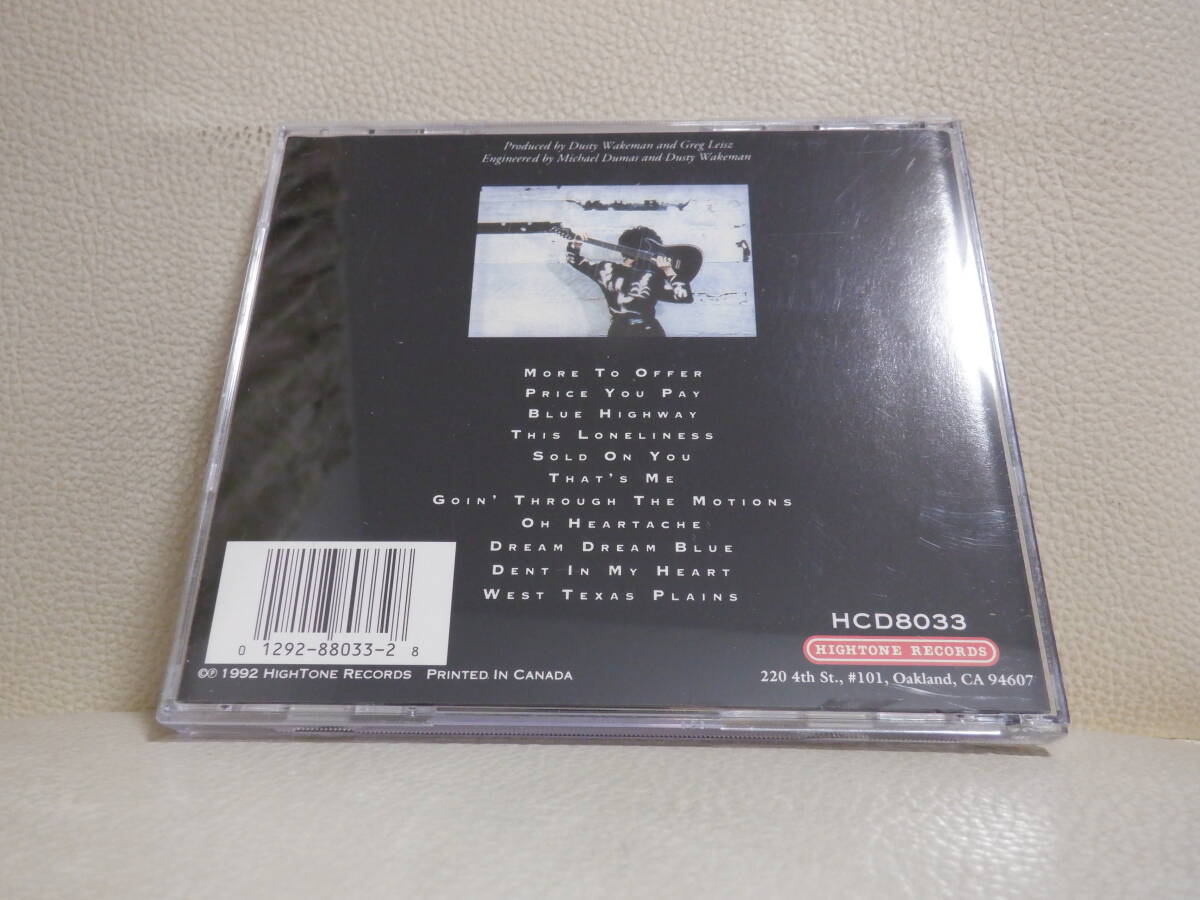 Produced by Dusty Wakeman and Greg Leisz
Engineered by Michael Dumas and Dusty Wakeman
MORE TO OFFER
PRICE YOU PAY
BLUE HIGHWAY
THIS LONELINESS
SOLD ON YOU
THAT'S ME
GOIN' THROUGH THE MOTIONS
OH HEARTACHE
DREAM DREAM BLUE
DENT IN MY HEART
WEST TEXAS PLAINS
0 1292-88033-2 8
©℗ 1992 HIGHTONE RECORDS PRINTED IN CANADA
HCD8033
HIGHTONE RECORDS
220 4th St., #101, Oakland, CA 94607